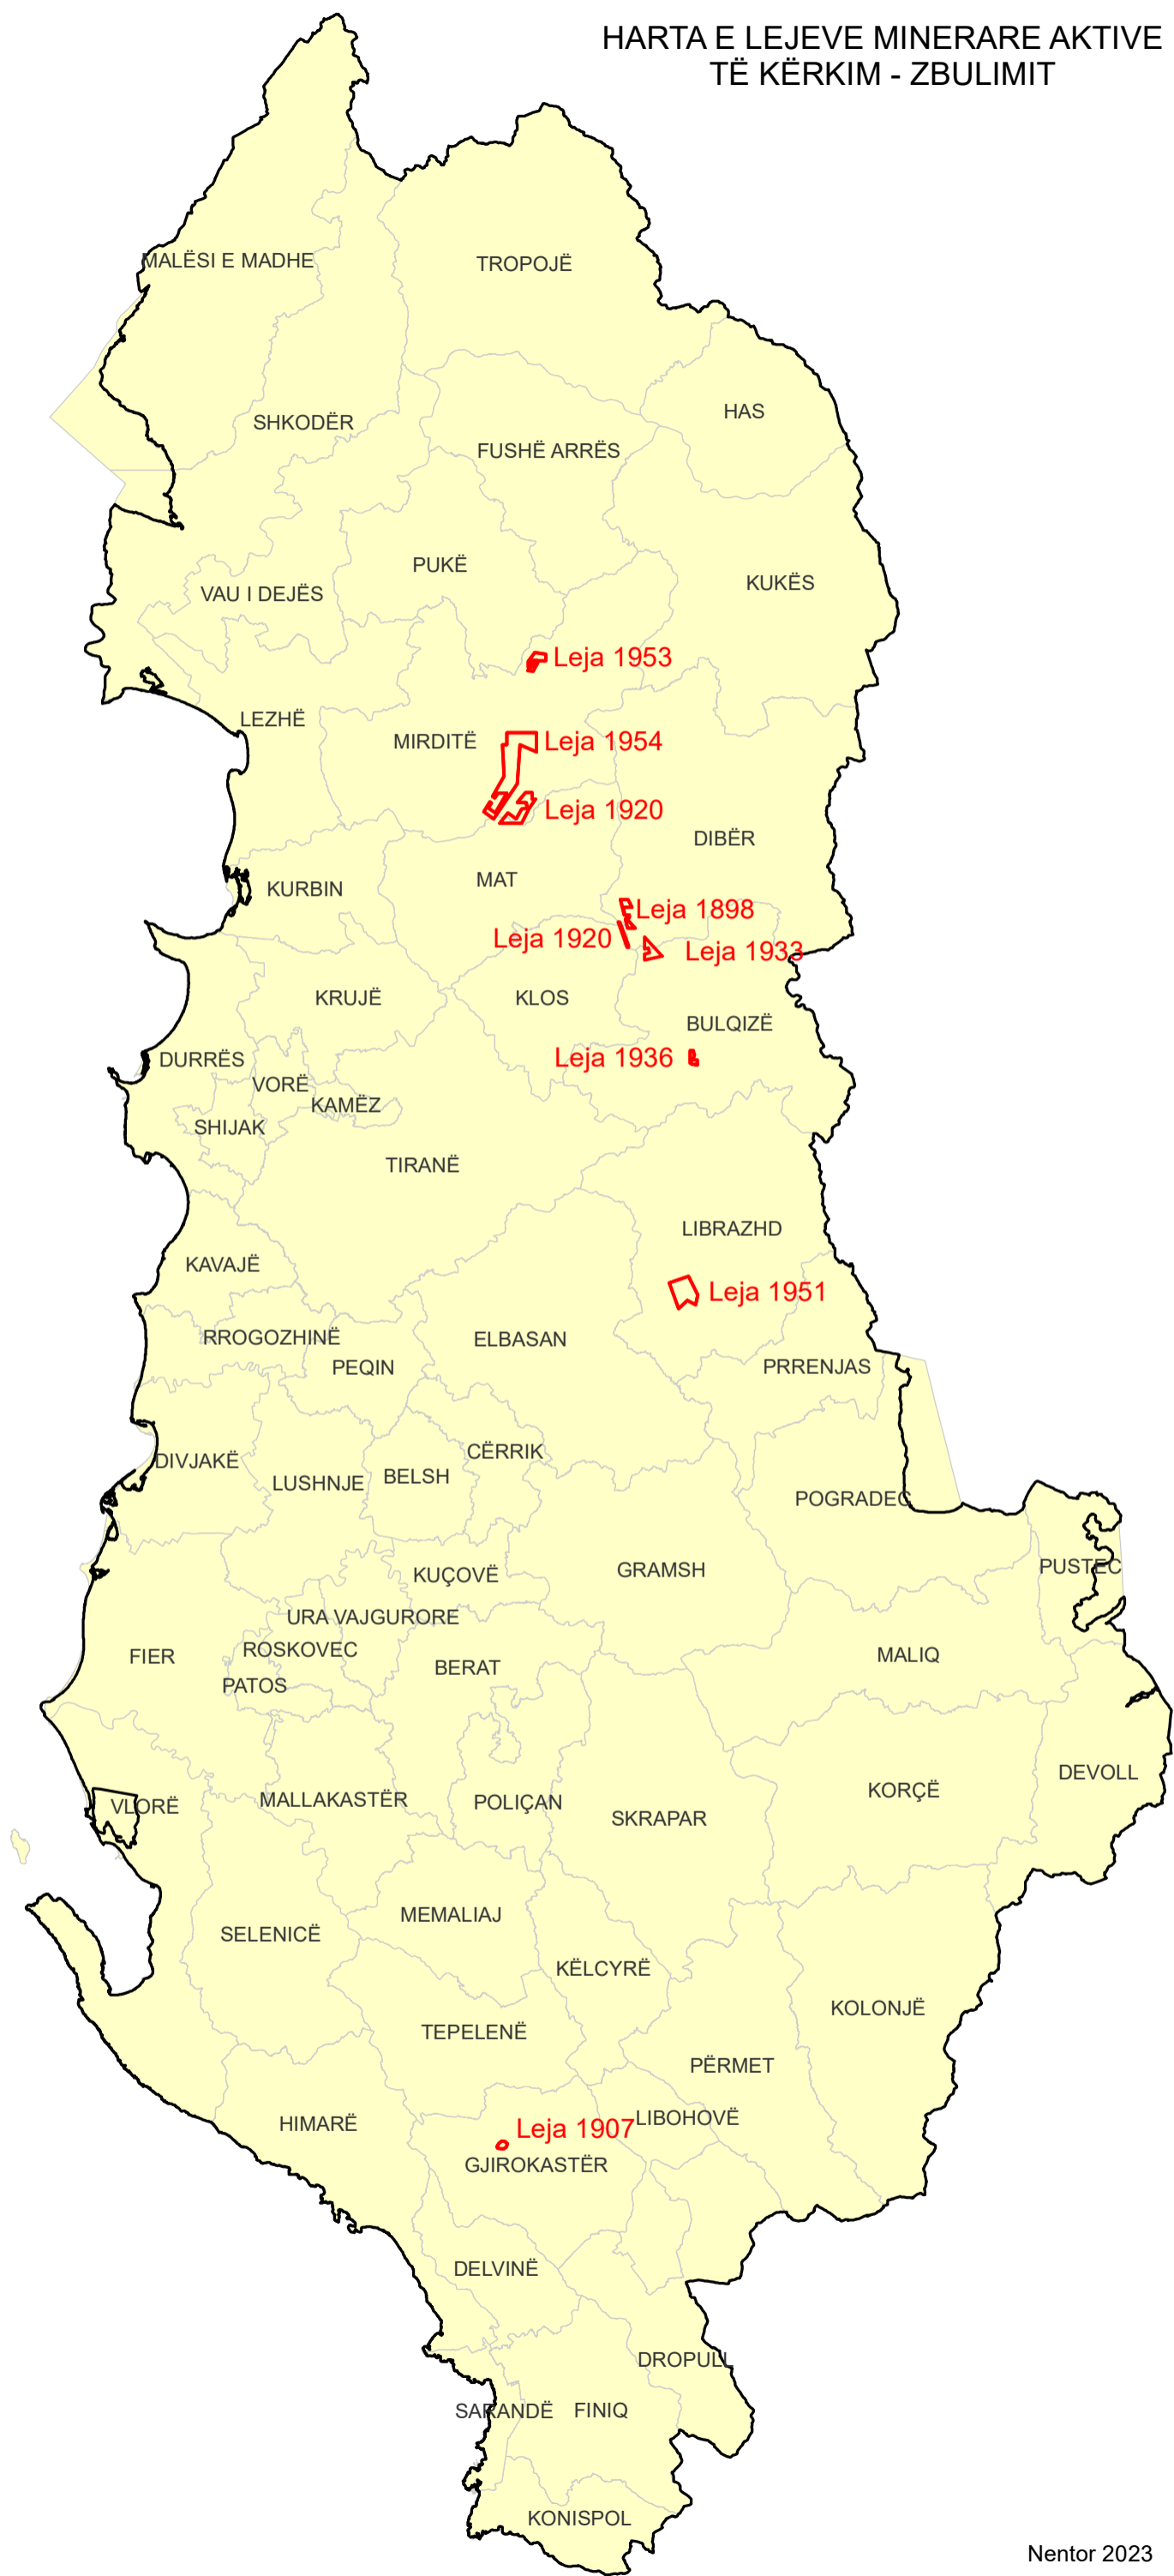 HARTA E LEJEVE MINERARE AKTIVE
TË KËRKIM - ZBULIMIT
MALËSI E MADHE
TROPOJË
HAS
SHKODËR
FUSHË ARRËS
PUKË
KUKËS
VAU I DEJËS
Leja 1953
LEZHË
MIRDITË
Leja 1954
Leja 1920
DIBËR
MAT
KURBIN
Leja 1898
Leja 1920
Leja 1933
KRUJË
KLOS
BULQIZË
Leja 1936
DURRËS
VORË
KAMËZ
SHIJAK
TIRANË
LIBRAZHD
KAVAJË
Leja 1951
RROGOZHINË
ELBASAN
PEQIN
PRRENJAS
CËRRIK
DIVJAKË
BELSH
LUSHNJE
POGRADEC
PUSTEC
GRAMSH
KUÇOVË
URA VAJGURORE
ROSKOVEC
FIER
MALIQ
BERAT
PATOS
DEVOLL
KORÇË
MALLAKASTËR
POLIÇAN
VLORË
SKRAPAR
MEMALIAJ
SELENICË
KËLCYRË
KOLONJË
TEPELENË
PËRMET
LIBOHOVË
HIMARË
Leja 1907
GJIROKASTËR
DELVINË
DROPULL
SARANDË
FINIQ
KONISPOL
Nentor 2023